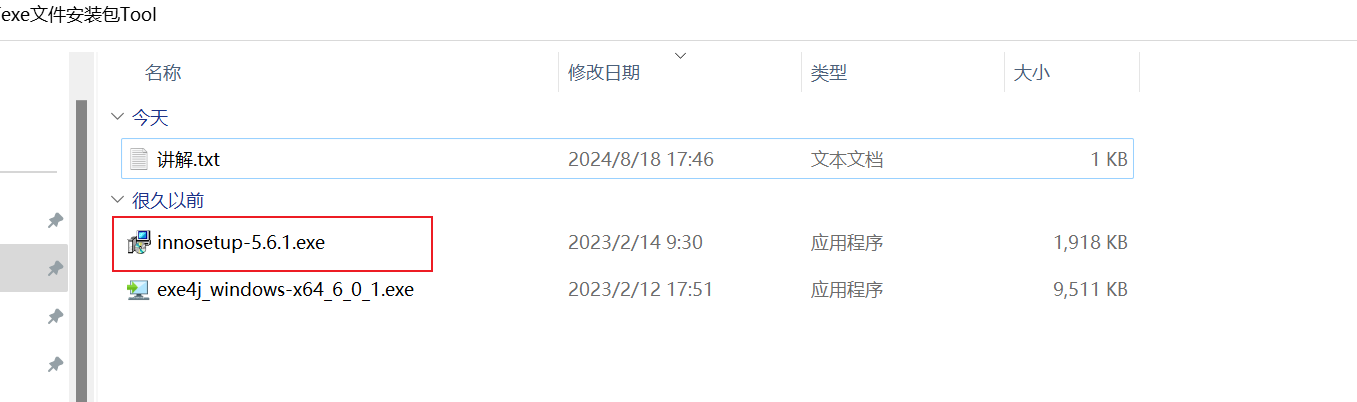 exe文件安装包Tool
名称 修改日期 类型 大小
今天
讲解.txt 2024/8/18 17:46 文本文档 1 KB
很久以前
innosetup-5.6.1.exe 2023/2/14 9:30 应用程序 1,918 KB
exe4j_windows-x64_6_0_1.exe 2023/2/12 17:51 应用程序 9,511 KB